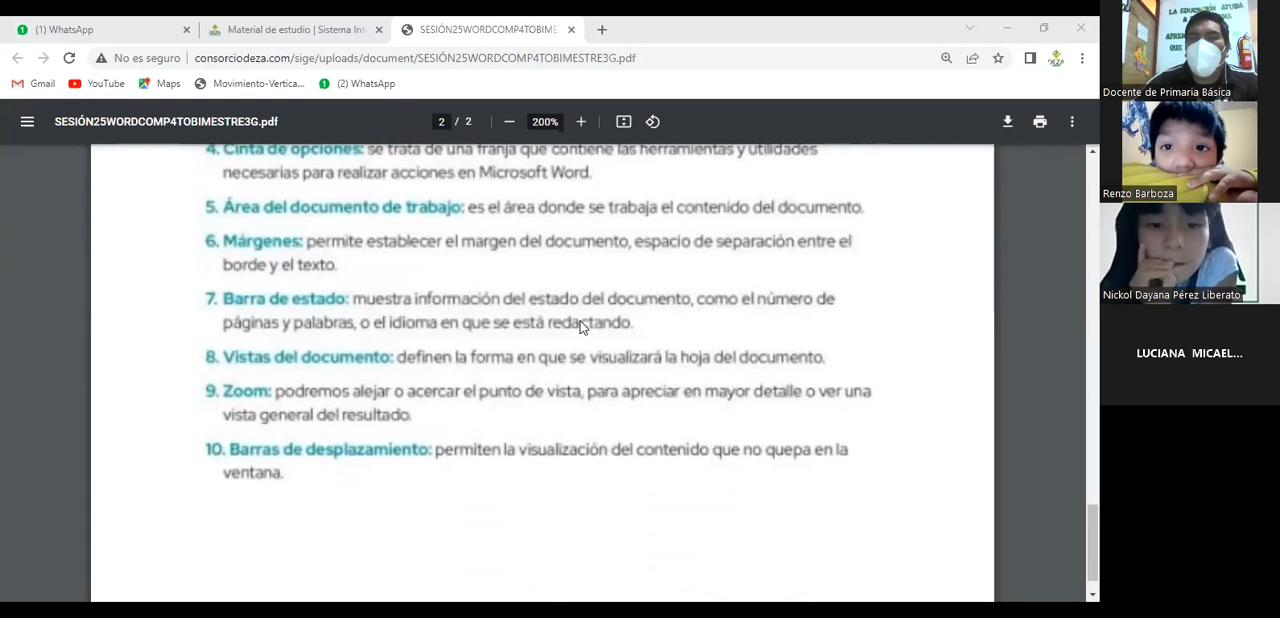 (1) WhatsApp
Material de estudio | Sistema Int
SESIÓN25WORDCOMP4TOBIME
No es seguro
consorciodeza.com/sige/uploads/document/SESIÓN25WORDCOMP4TOBIMESTRE3G.pdf
Gmail
YouTube
Maps
Movimiento-Vertica...
(1) WhatsApp
SESIÓN25WORDCOMP4TOBIMESTRE3G.pdf
2 / 2
200%
4. Cinta de opciones: se trata de una franja que contiene las herramientas y utilidades
necesarias para realizar acciones en Microsoft Word.
5. Área del documento de trabajo: es el área donde se trabaja el contenido del documento.
6. Márgenes: permite establecer el margen del documento, espacio de separación entre el
borde y el texto.
7. Barra de estado: muestra información del estado del documento, como el número de
páginas y palabras, o el idioma en que se está redactando.
8. Vistas del documento: definen la forma en que se visualizará la hoja del documento.
9. Zoom: podremos alejar o acercar el punto de vista, para apreciar en mayor detalle o ver una
vista general del resultado.
10. Barras de desplazamiento: permiten la visualización del contenido que no quepa en la
ventana.
LA EDUCACIÓN AYUDA
Docente de Primaria Básica
Renzo Barboza
Nickol Dayana Pérez Liberato
LUCIANA MICAEL...